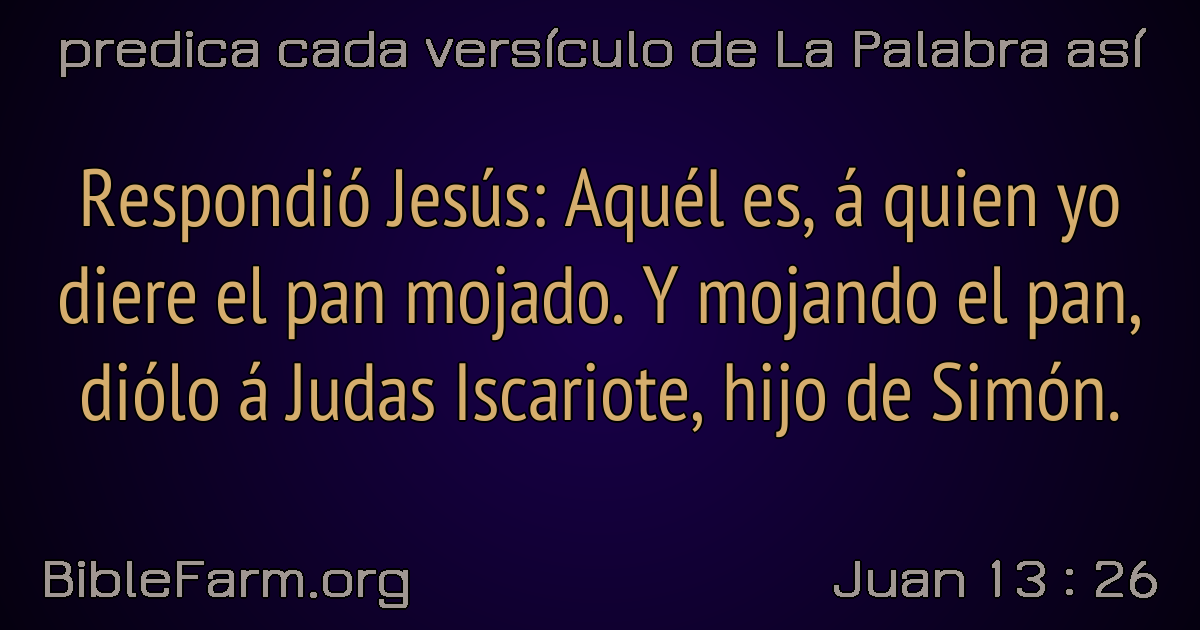 predica cada versículo de La Palabra así
Respondió Jesús: Aquél es, á quien yo
diere el pan mojado. Y mojando el pan,
diólo á Judas Iscariote, hijo de Simón.
BibleFarm.org
Juan 13 : 26